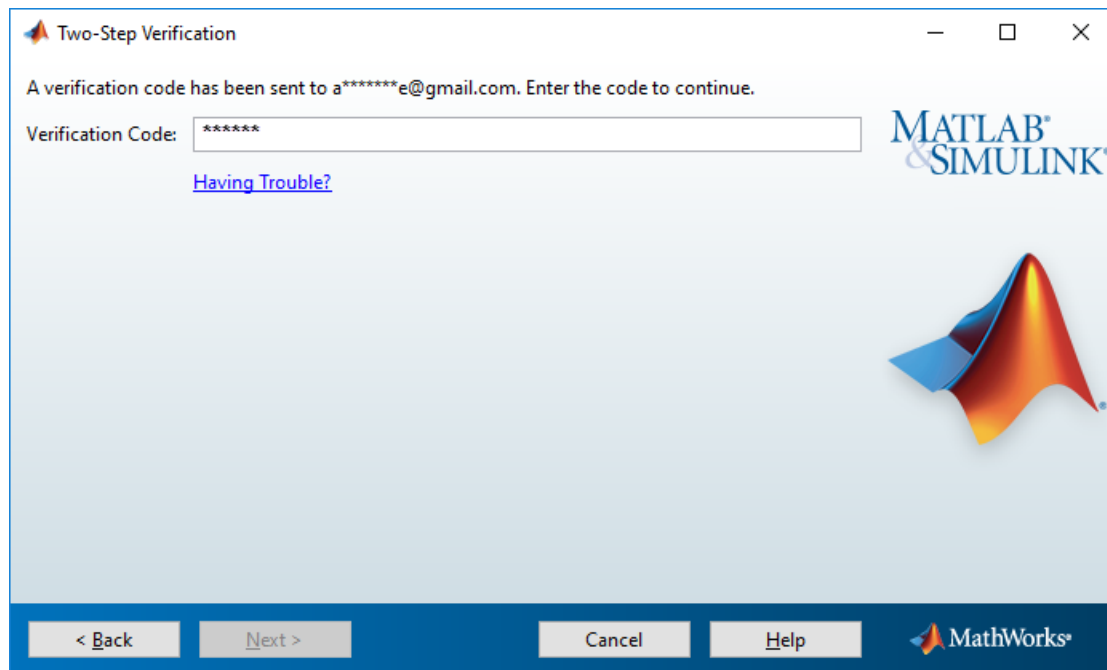 Two-Step Verification
A verification code has been sent to a*******e@gmail.com. Enter the code to continue.
Verification Code: ******
Having Trouble?
MATLAB®
&SIMULINK®
®
< Back Next > Cancel Help MathWorks®